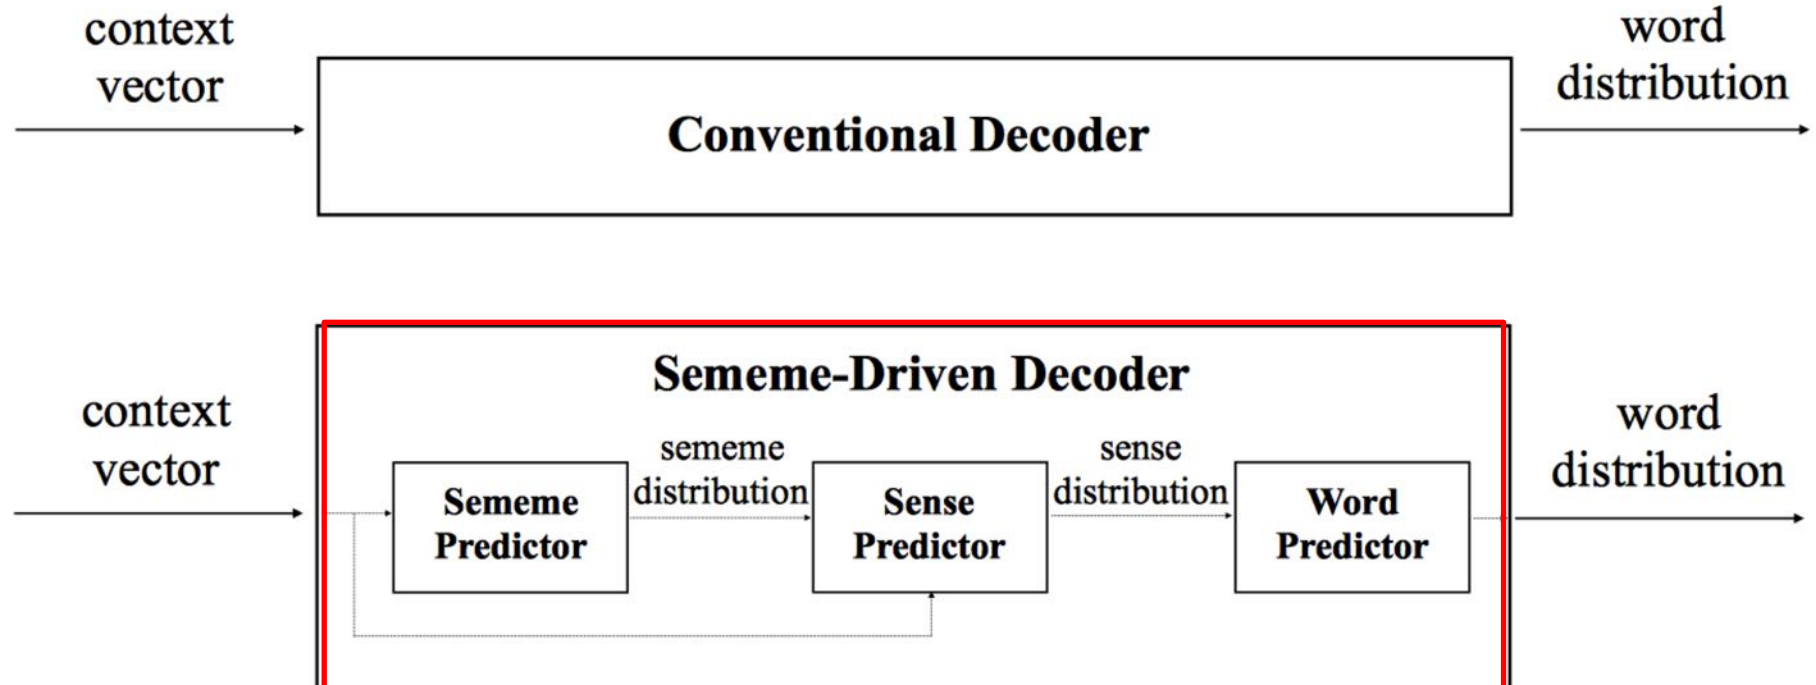 context
vector
Conventional Decoder
word
distribution
Sememe-Driven Decoder
context
vector
Sememe
Predictor
sememe
distribution
Sense
Predictor
sense
distribution
Word
Predictor
word
distribution